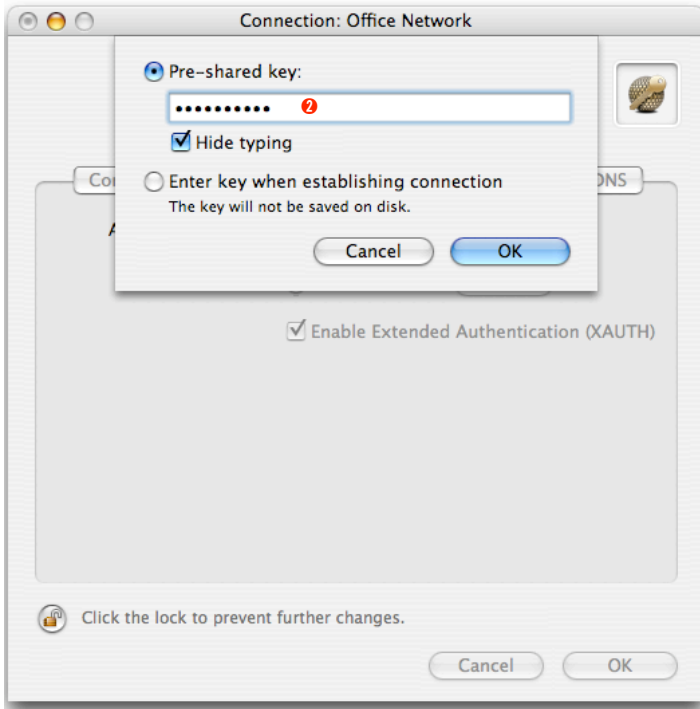 Connection: Office Network
Pre-shared key:
•••••••••• 2
Hide typing
Enter key when establishing connection
DNS
The key will not be saved on disk.
Cancel OK
Enable Extended Authentication (XAUTH)
Click the lock to prevent further changes.
Cancel OK